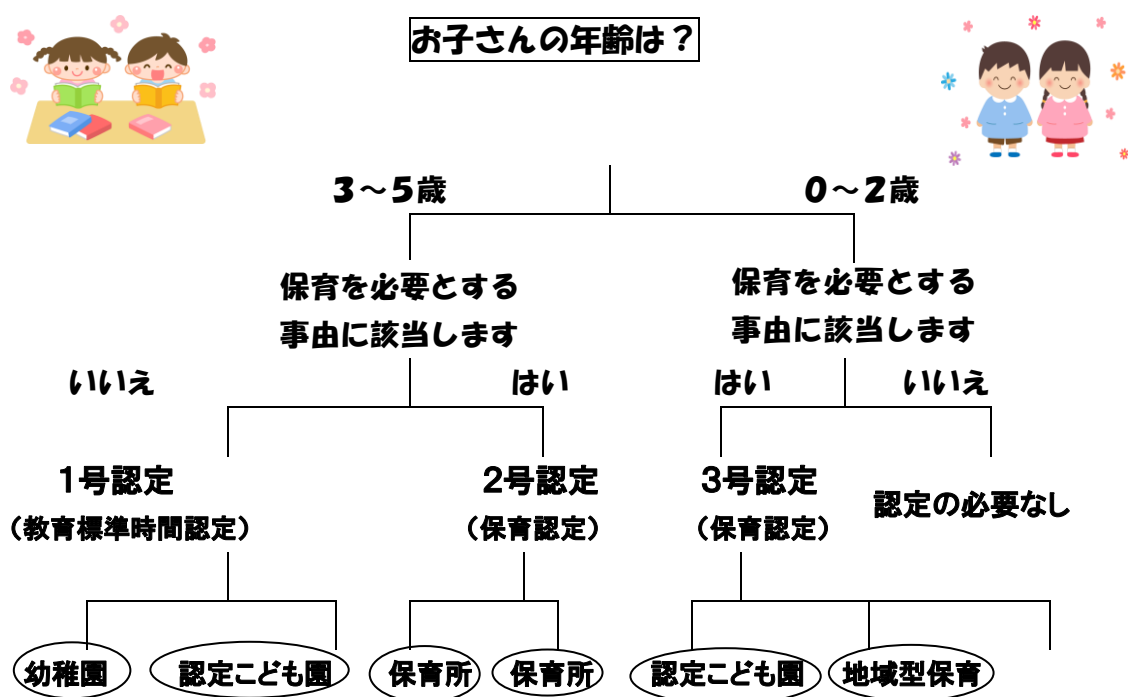 お子さんの年齢は？
3～5歳
0～2歳
保育を必要とする
事由に該当します
保育を必要とする
事由に該当します
いいえ
はい
はい
いいえ
1号認定
（教育標準時間認定）
2号認定
（保育認定）
3号認定
（保育認定）
認定の必要なし
幼稚園
認定こども園
保育所
保育所
認定こども園
地域型保育